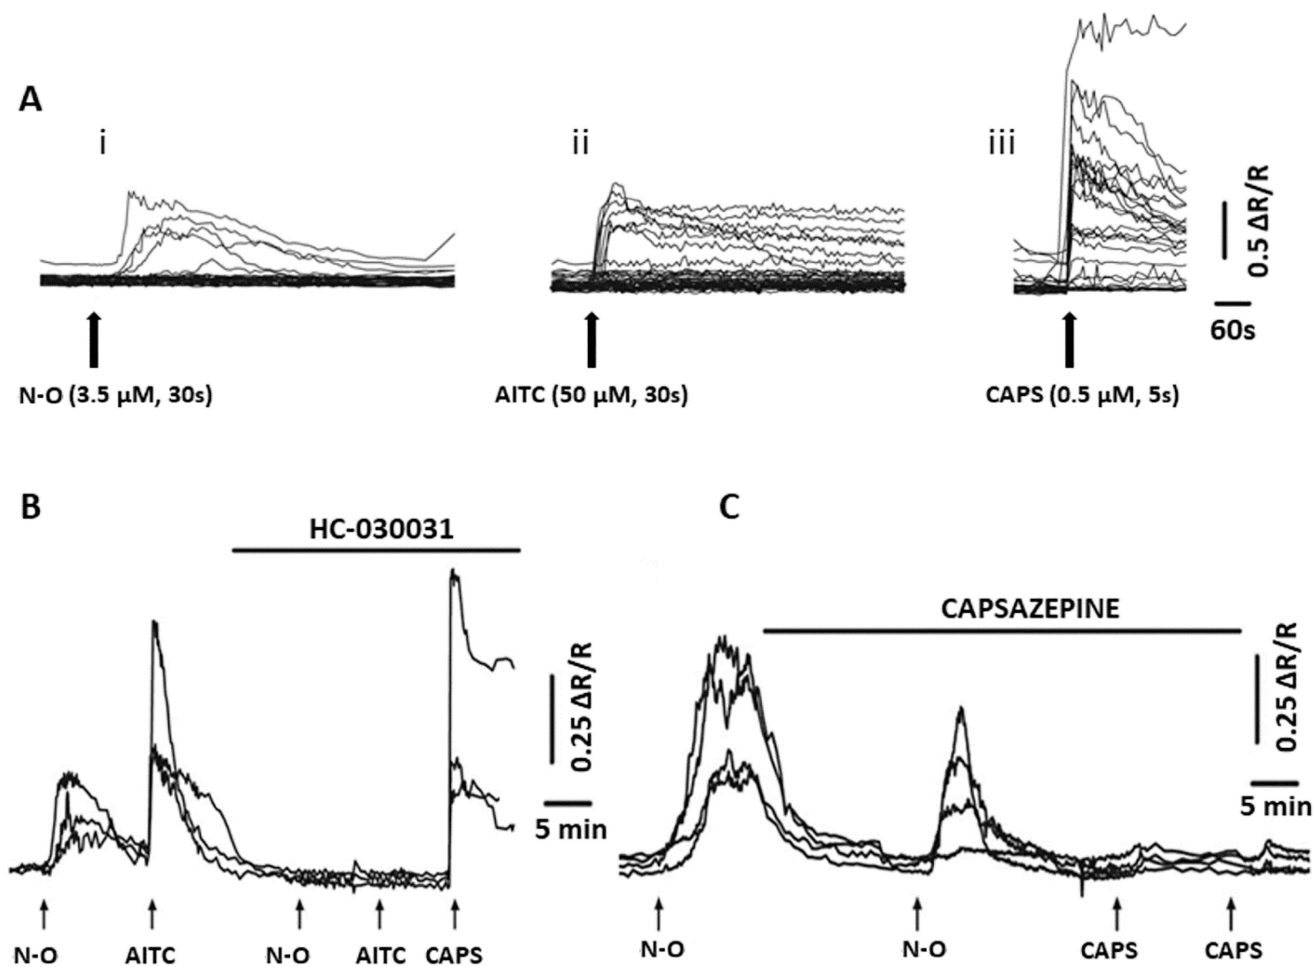 A
i
ii
iii
0.5 ΔR/R
60s
N-O (3.5 μM, 30s)
AITC (50 μM, 30s)
CAPS (0.5 μM, 5s)
B
HC-030031
0.25 ΔR/R
5 min
N-O
AITC
N-O
AITC
CAPS
C
CAPSAZEPINE
0.25 ΔR/R
5 min
N-O
N-O
CAPS
CAPS